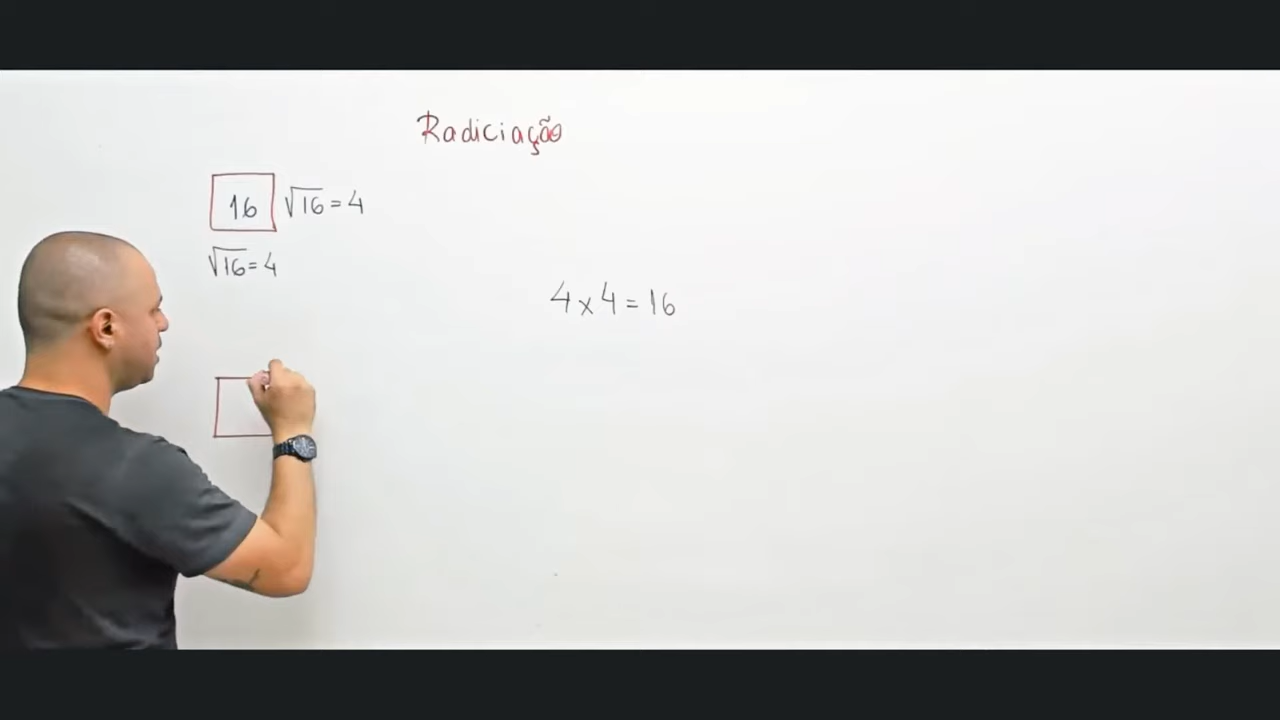 Radiciação
16 √16 = 4
√16 = 4
4 x 4 = 16